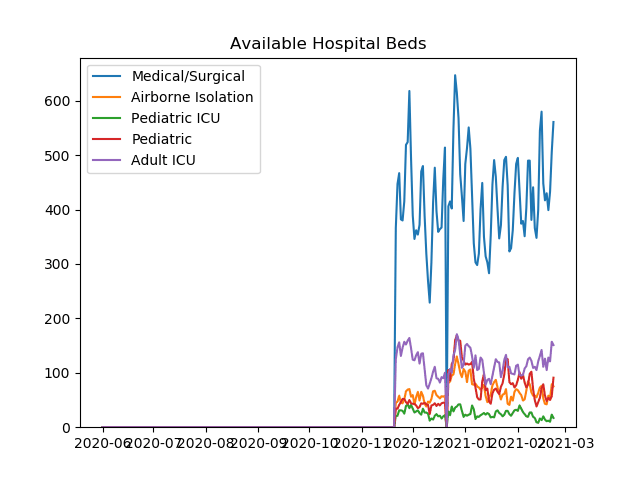 Available Hospital Beds
Medical/Surgical
Airborne Isolation
Pediatric ICU
Pediatric
Adult ICU
600
500
400
300
200
100
0
2020-06 2020-07 2020-08 2020-09 2020-10 2020-11 2020-12 2021-01 2021-02 2021-03